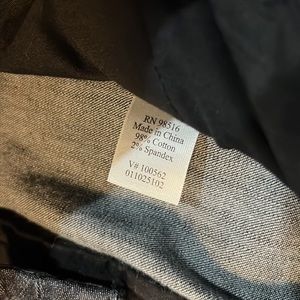 RN 98516
Made in China
98% Cotton
2% Spandex
V# 100562
011025102